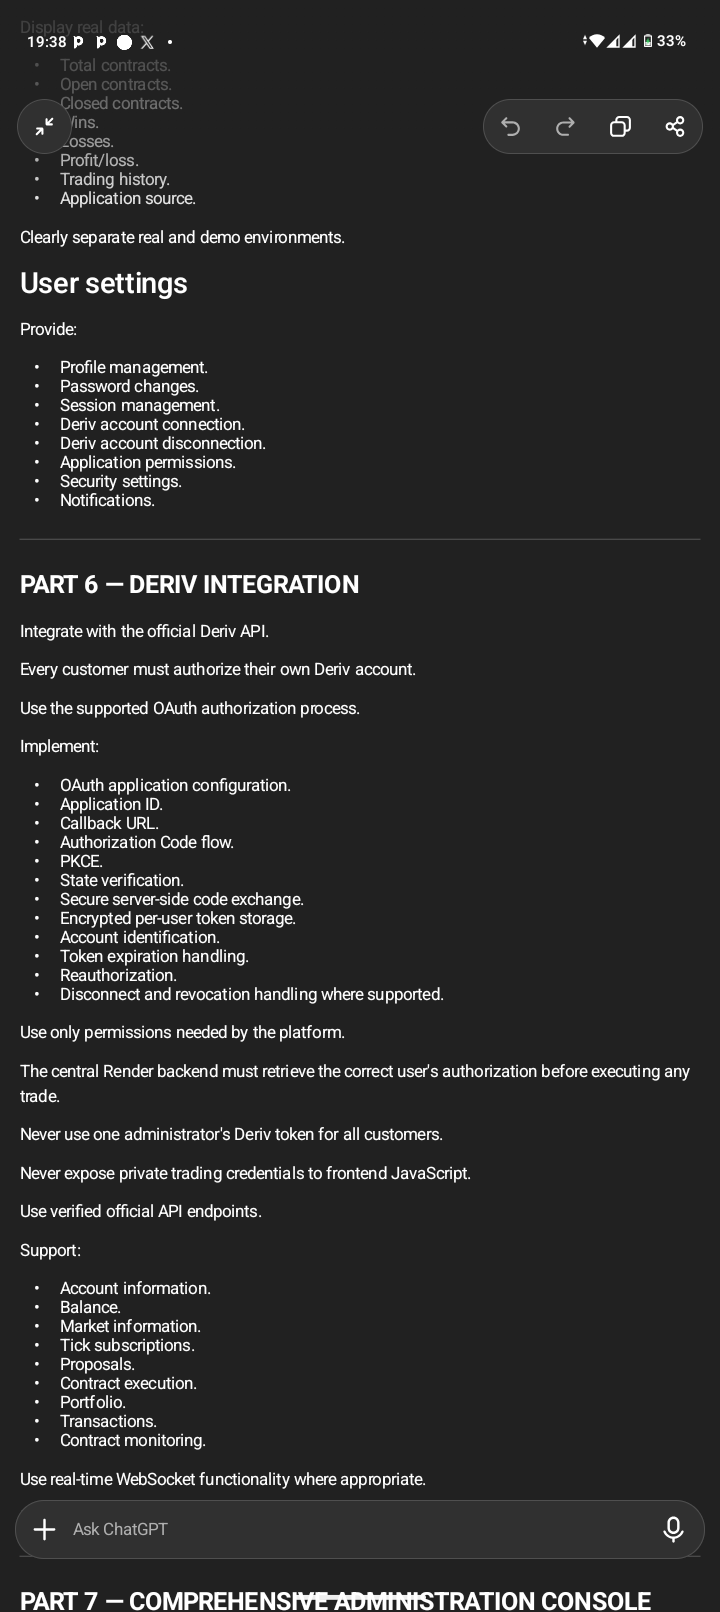 Display real data:
19:38
33%
• Total contracts.
• Open contracts.
Closed contracts.
Wins.
Losses.
• Profit/loss.
• Trading history.
• Application source.
Clearly separate real and demo environments.
User settings
Provide:
• Profile management.
• Password changes.
• Session management.
• Deriv account connection.
• Deriv account disconnection.
• Application permissions.
• Security settings.
• Notifications.
PART 6 — DERIV INTEGRATION
Integrate with the official Deriv API.
Every customer must authorize their own Deriv account.
Use the supported OAuth authorization process.
Implement:
• OAuth application configuration.
• Application ID.
• Callback URL.
• Authorization Code flow.
• PKCE.
• State verification.
• Secure server-side code exchange.
• Encrypted per-user token storage.
• Account identification.
• Token expiration handling.
• Reauthorization.
• Disconnect and revocation handling where supported.
Use only permissions needed by the platform.
The central Render backend must retrieve the correct user's authorization before executing any
trade.
Never use one administrator's Deriv token for all customers.
Never expose private trading credentials to frontend JavaScript.
Use verified official API endpoints.
Support:
• Account information.
• Balance.
• Market information.
• Tick subscriptions.
• Proposals.
• Contract execution.
• Portfolio.
• Transactions.
• Contract monitoring.
Use real-time WebSocket functionality where appropriate.
Ask ChatGPT
PART 7 — COMPREHENSIVE ADMINISTRATION CONSOLE